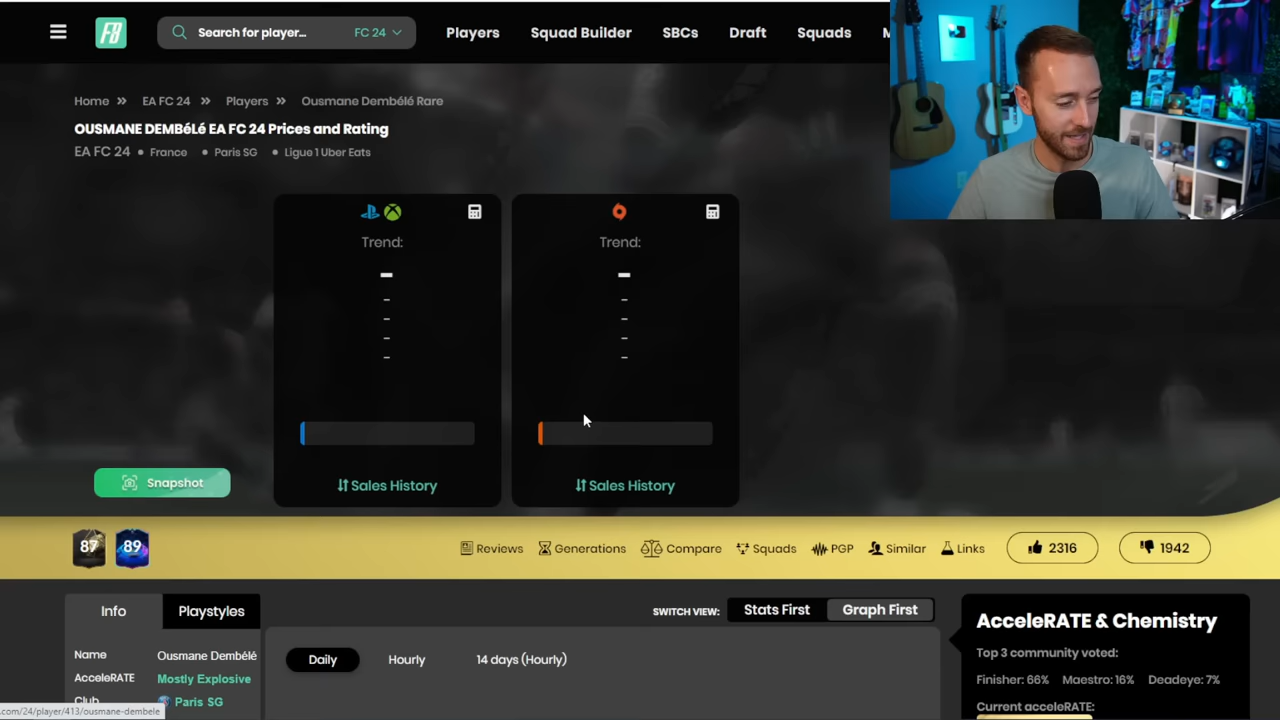 FB
Search for player...
FC 24
Players
Squad Builder
SBCs
Draft
Squads
M
Home » EA FC 24 » Players » Ousmane Dembélé Rare
OUSMANE DEMBéLé EA FC 24 Prices and Rating
EA FC 24 • France • Paris SG • Ligue 1 Uber Eats
Trend:
-
-
-
-
-
Sales History
Trend:
-
-
-
-
-
Sales History
Snapshot
87
89
Reviews
Generations
Compare
Squads
PGP
Similar
Links
2316
1942
Info
Playstyles
SWITCH VIEW:
Stats First
Graph First
Name Ousmane Dembélé
AcceleRATE Mostly Explosive
Club Paris SG
Daily
Hourly
14 days (Hourly)
AcceleRATE & Chemistry
Top 3 community voted:
Finisher: 66% Maestro: 16% Deadeye: 7%
Current acceleRATE:
.com/24/player/413/ousmane-dembele